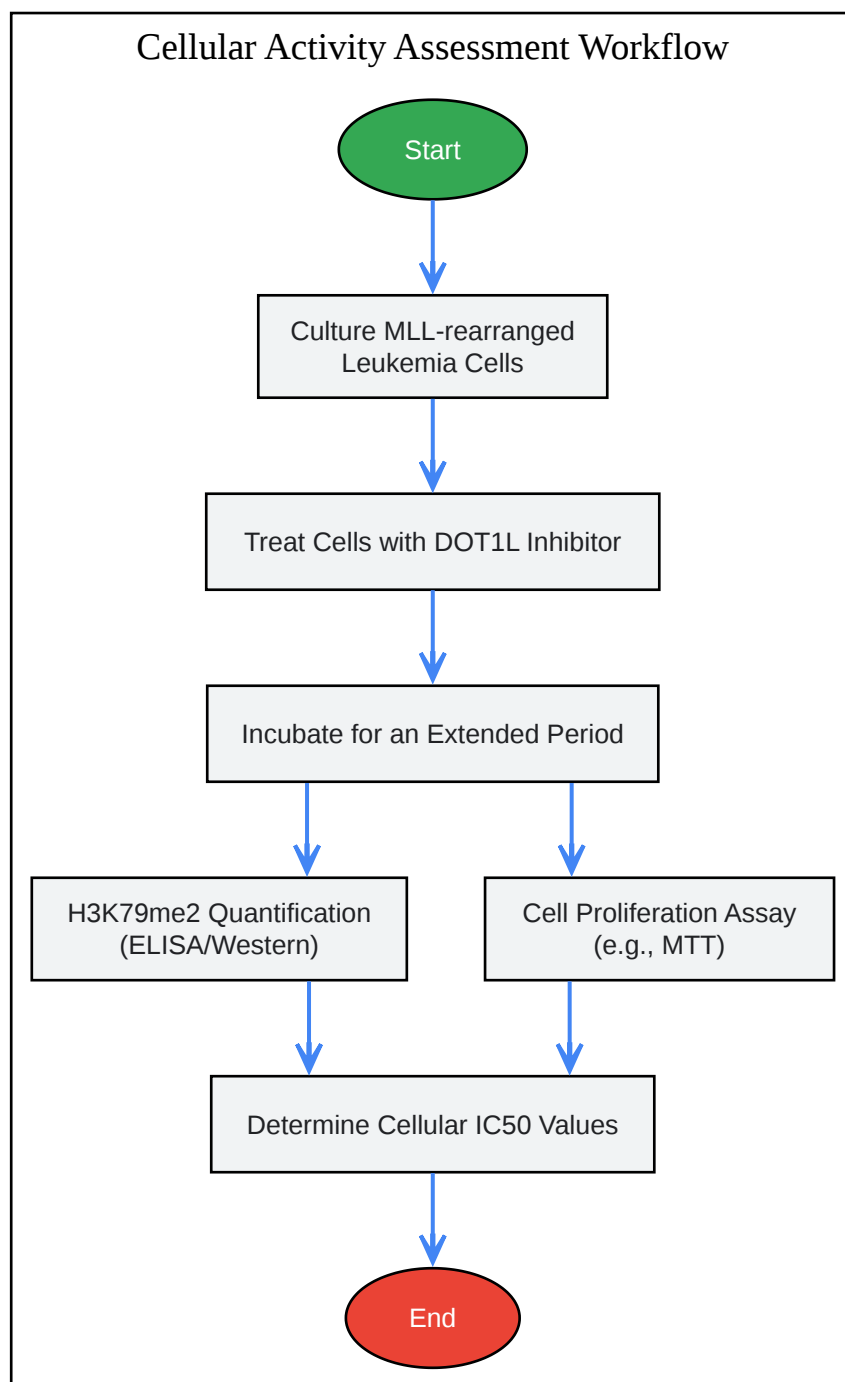 Cellular Activity Assessment Workflow
Start
Culture MLL-rearranged
Leukemia Cells
Treat Cells with DOT1L Inhibitor
Incubate for an Extended Period
H3K79me2 Quantification
(ELISA/Western)
Cell Proliferation Assay
(e.g., MTT)
Determine Cellular IC50 Values
End